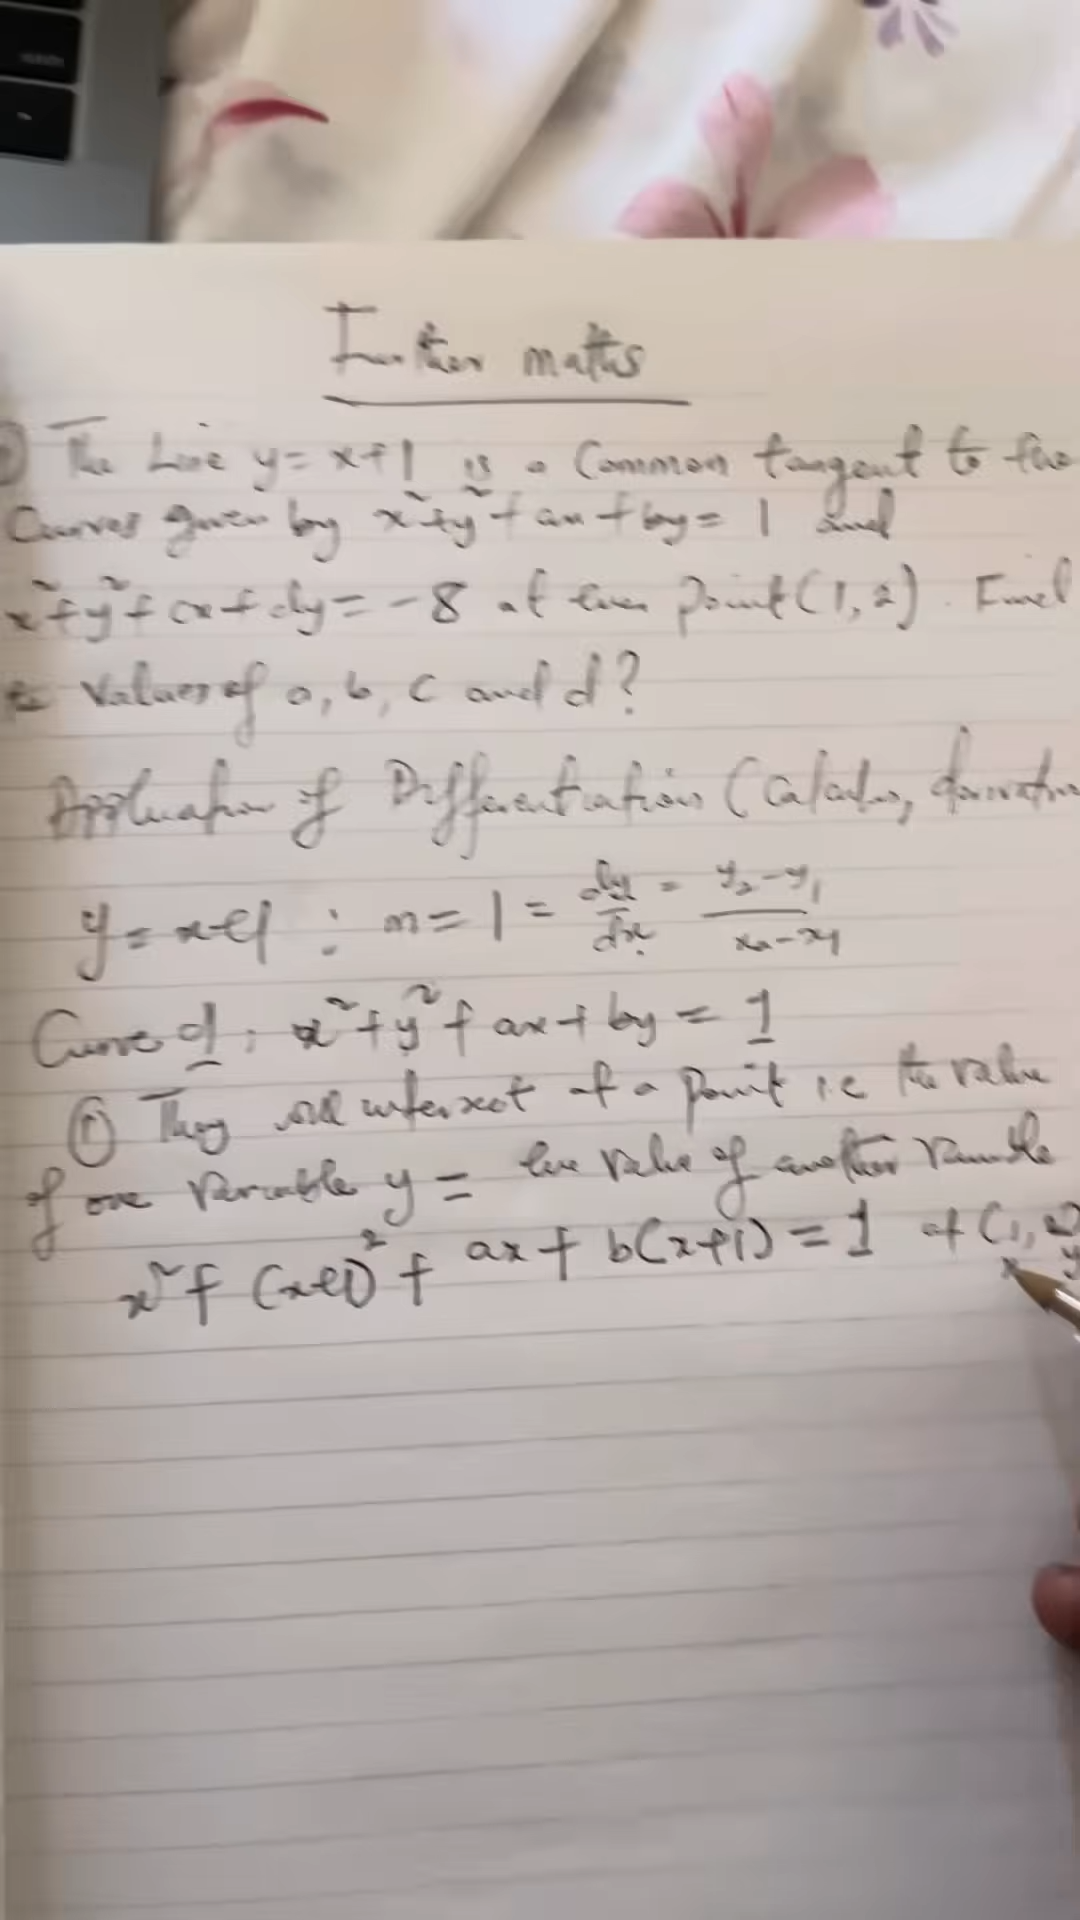 Further maths
The Line y = x+1 is a Common tangent to two
Curves given by x²+y²+ax+by = 1 and
x²+y²+cx+dy = -8 at the Point (1, 2). Find
the Values of a, b, c and d?
Application of Differentiation (Calculus, derivative
y = x+1 : m = 1 = dy/dx = y₂-y₁/x₂-x₁
Curve 1: x²+y²+ax+by = 1
① They will intersect at a Point i.e the value
of one Variable y = the value of another Variable
x²+(x+1)²+ax+b(x+1) = 1 at (1, 2)
x y